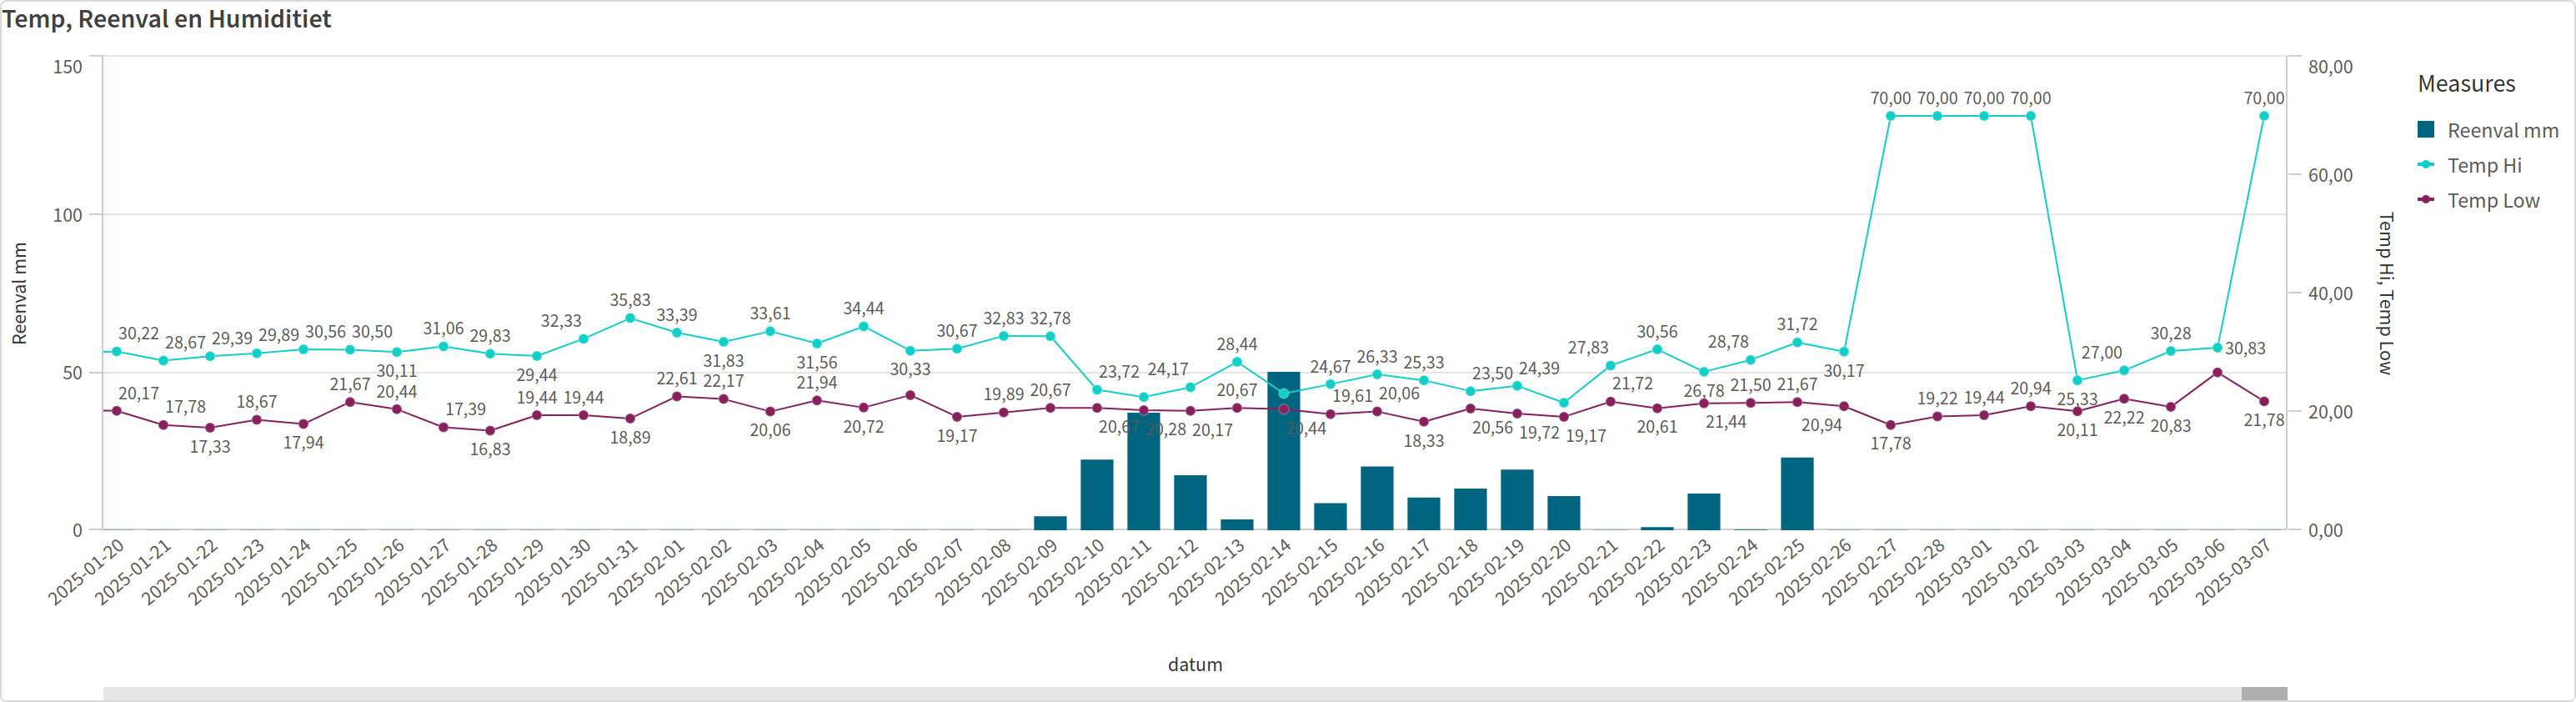 Temp, Reenval en Humiditiet
150
100
50
0
Reenval mm
80,00
60,00
40,00
20,00
0,00
Temp Hi, Temp Low
Measures
Reenval mm
Temp Hi
Temp Low
70,00 70,00 70,00 70,00 70,00
30,22 28,67 29,39 29,89 30,56 30,50 30,11 31,06 29,83 29,44 32,33 35,83 33,39 31,83 33,61 31,56 34,44 30,33 30,67 32,83 32,78 23,72 24,17 28,44 24,67 26,33 25,33 23,50 24,39 27,83 30,56 26,78 28,78 31,72 30,17 25,33 27,00 30,28 30,83
20,17 17,78 17,33 18,67 17,94 21,67 20,44 17,39 16,83 19,44 19,44 18,89 22,61 22,17 20,06 21,94 20,72 19,17 19,89 20,67 20,67 20,28 20,17 20,67 20,44 19,61 20,06 18,33 20,56 19,72 19,17 21,72 20,61 21,44 21,50 21,67 20,94 17,78 19,22 19,44 20,94 20,11 22,22 20,83 21,78
2025-01-20 2025-01-21 2025-01-22 2025-01-23 2025-01-24 2025-01-25 2025-01-26 2025-01-27 2025-01-28 2025-01-29 2025-01-30 2025-01-31 2025-02-01 2025-02-02 2025-02-03 2025-02-04 2025-02-05 2025-02-06 2025-02-07 2025-02-08 2025-02-09 2025-02-10 2025-02-11 2025-02-12 2025-02-13 2025-02-14 2025-02-15 2025-02-16 2025-02-17 2025-02-18 2025-02-19 2025-02-20 2025-02-21 2025-02-22 2025-02-23 2025-02-24 2025-02-25 2025-02-26 2025-02-27 2025-02-28 2025-03-01 2025-03-02 2025-03-03 2025-03-04 2025-03-05 2025-03-06 2025-03-07
datum